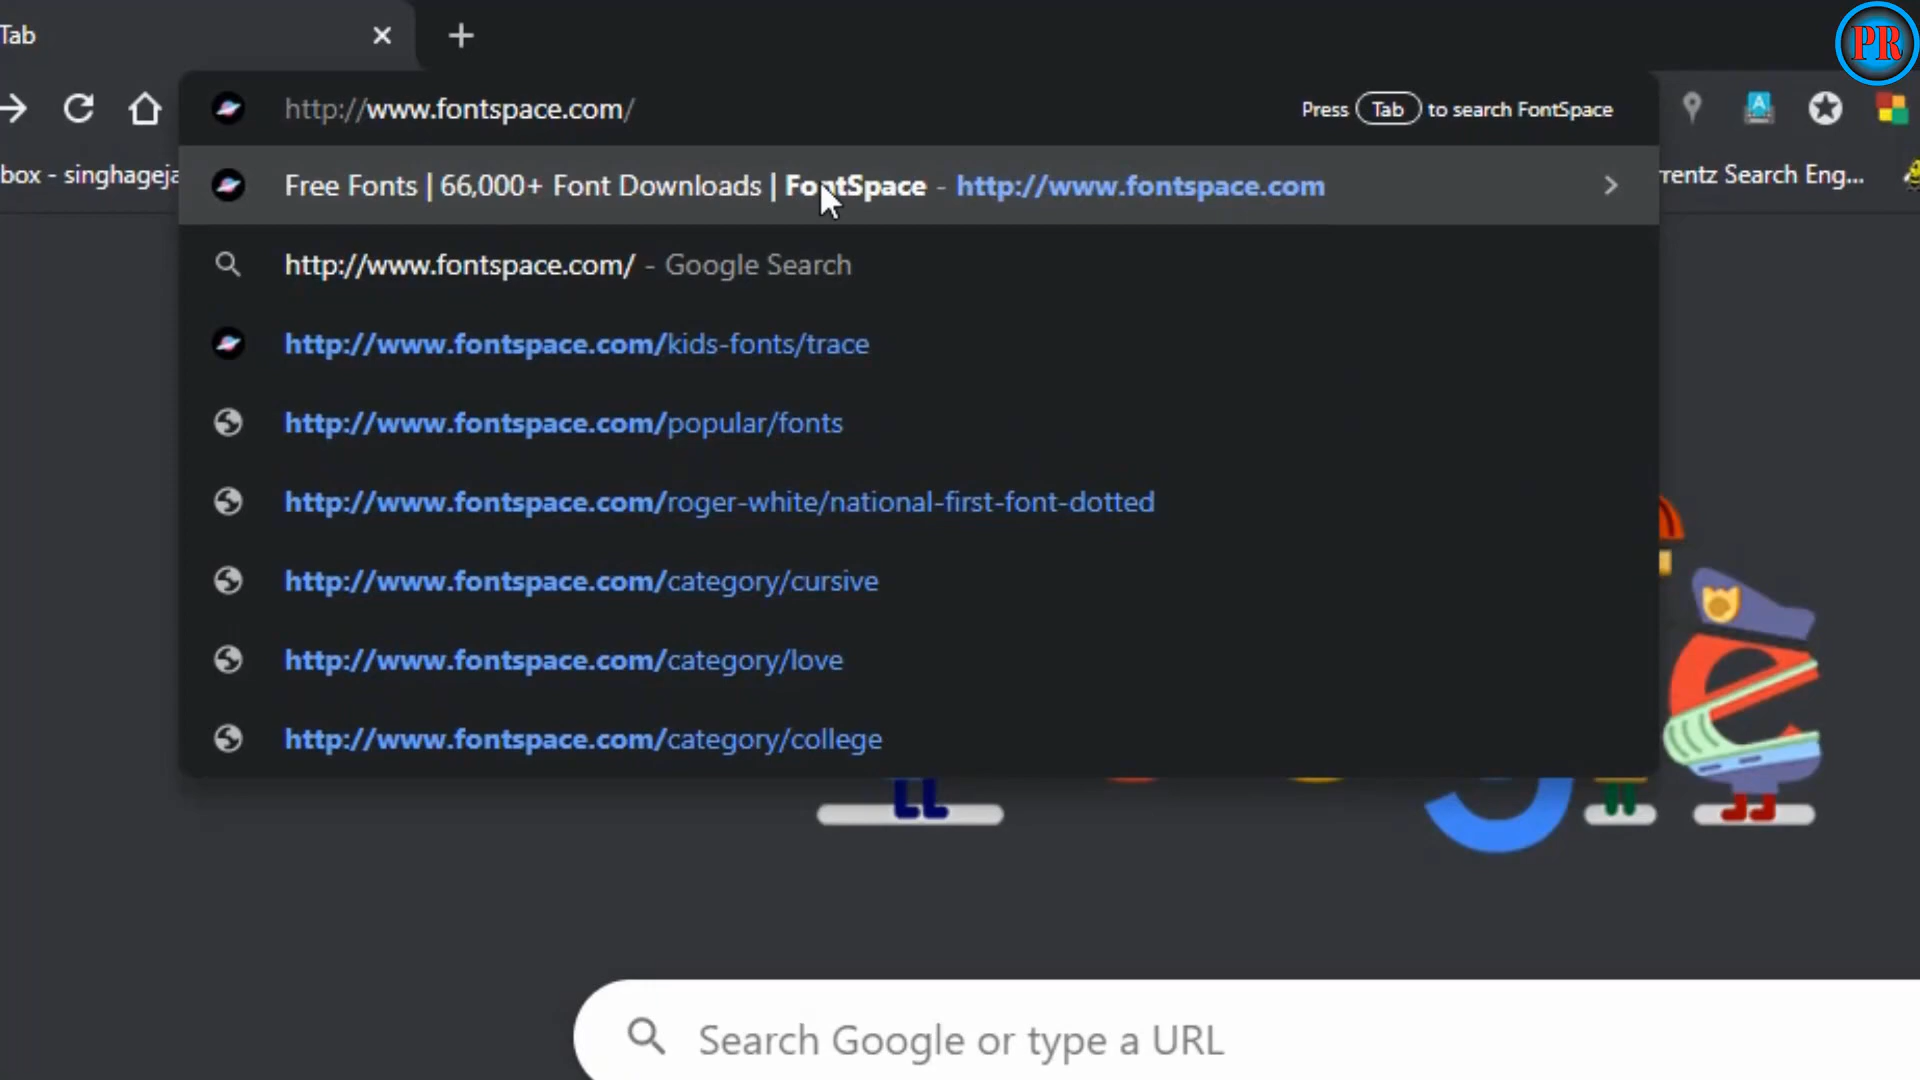 Tab
PR
http://www.fontspace.com/
Press Tab to search FontSpace
box - singhageja
rrentz Search Eng...
Free Fonts | 66,000+ Font Downloads | FontSpace - http://www.fontspace.com
http://www.fontspace.com/ - Google Search
http://www.fontspace.com/kids-fonts/trace
http://www.fontspace.com/popular/fonts
http://www.fontspace.com/roger-white/national-first-font-dotted
http://www.fontspace.com/category/cursive
http://www.fontspace.com/category/love
http://www.fontspace.com/category/college
Search Google or type a URL